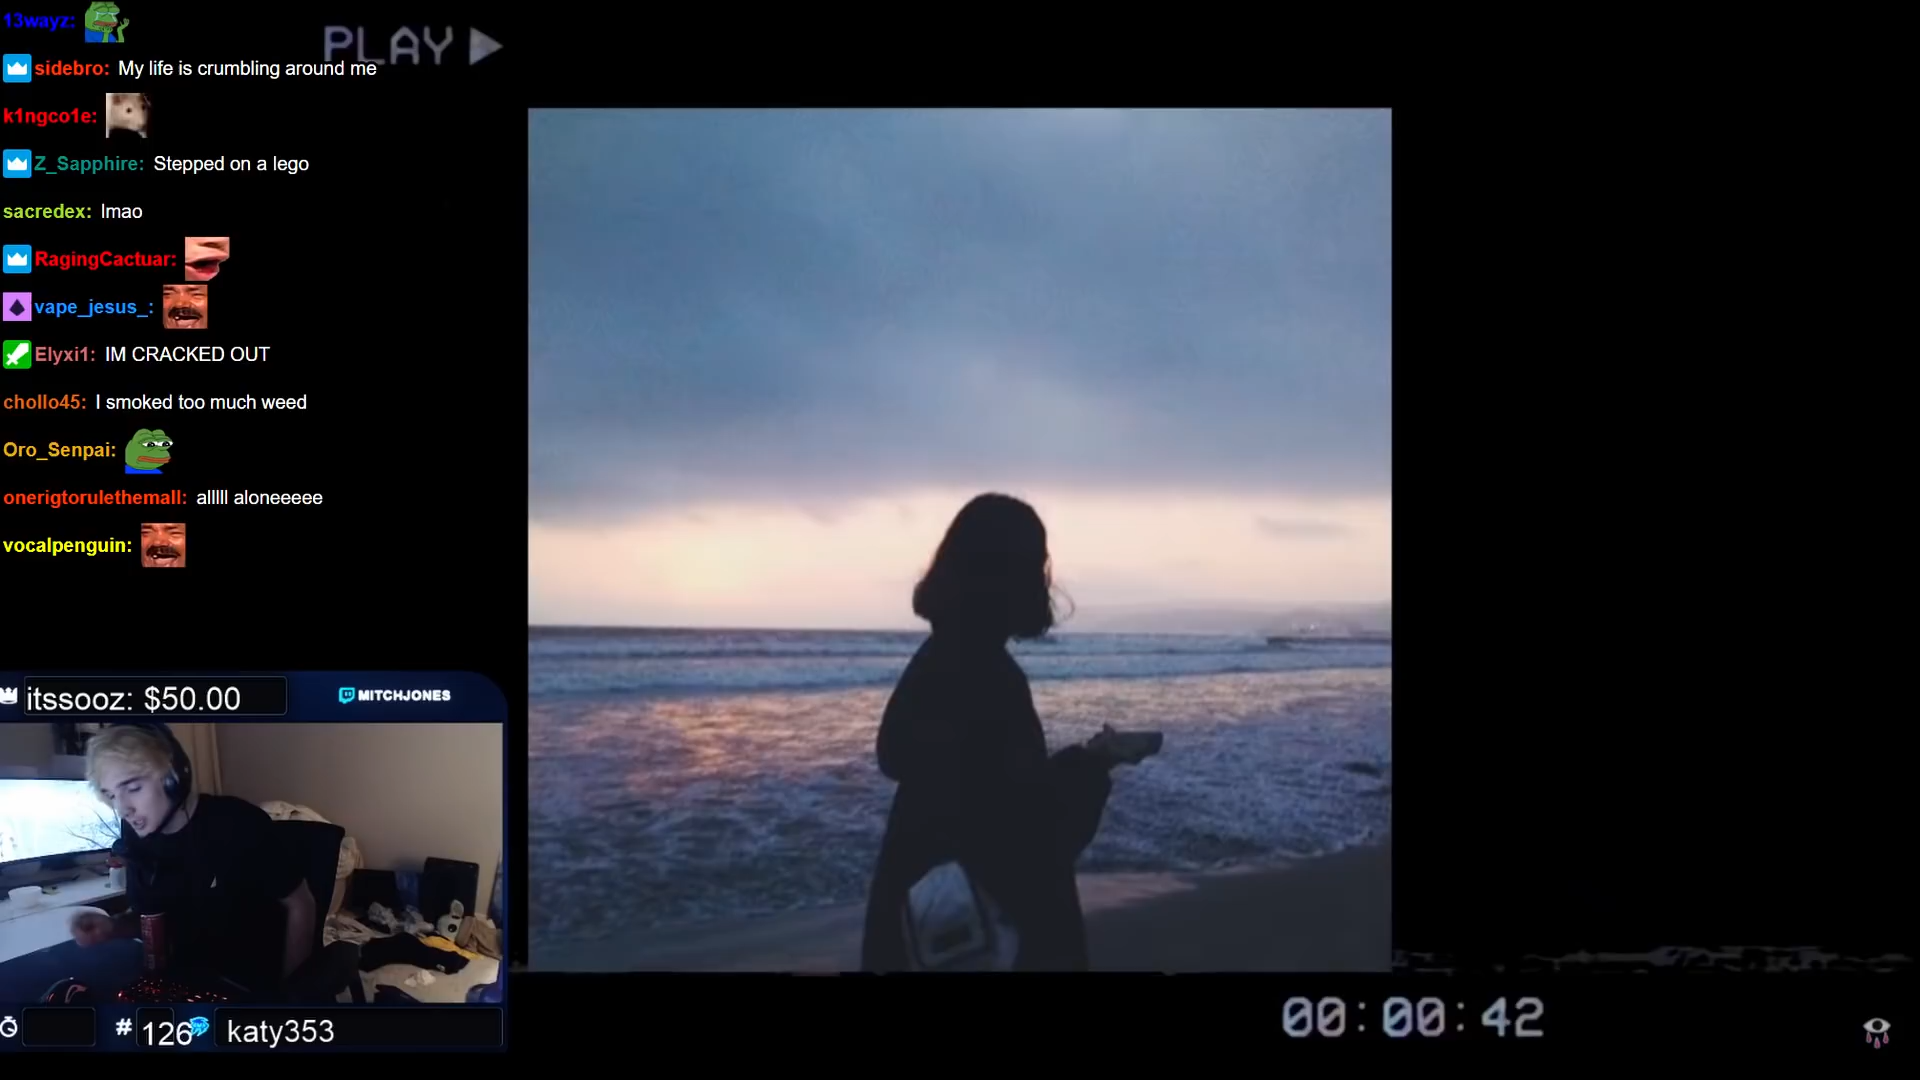 13wayz:
PLAY
sidebro: My life is crumbling around me
k1ngco1e:
Z_Sapphire: Stepped on a lego
sacredex: lmao
RagingCactuar:
vape_jesus_:
Elyxi1: IM CRACKED OUT
chollo45: I smoked too much weed
Oro_Senpai:
onerigtorulethemall: alllll aloneeeee
vocalpenguin:
itssooz: $50.00
MITCHJONES
# 126
katy353
00:00:42